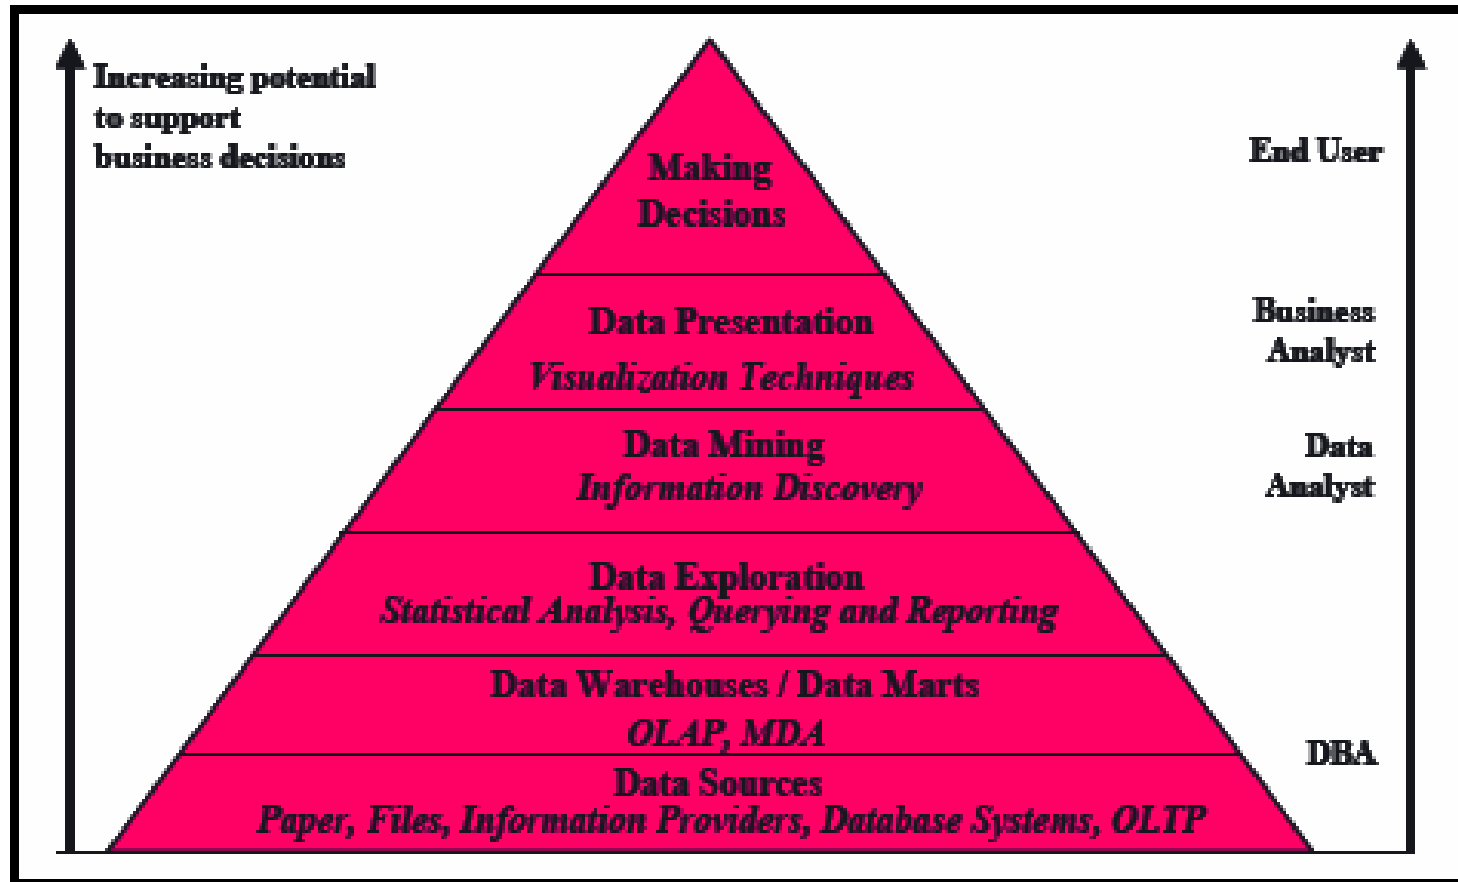 Increasing potential
to support
business decisions
End User
Making
Decisions
Business
Analyst
Data Presentation
Visualization Techniques
Data
Analyst
Data Mining
Information Discovery
Data Exploration
Statistical Analysis, Querying and Reporting
Data Warehouses / Data Marts
OLAP, MDA
DBA
Data Sources
Paper, Files, Information Providers, Database Systems, OLTP